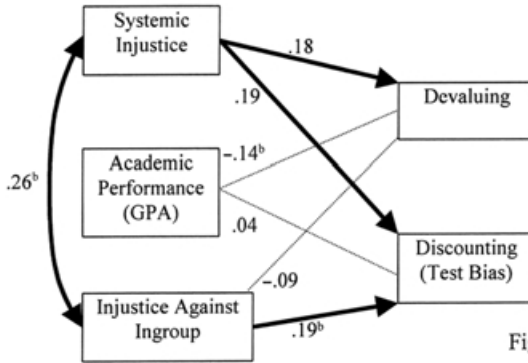 Systemic
Injustice
.18
Devaluing
.19
.26ᵇ
Academic
Performance
(GPA)
-.14ᵇ
.04
Discounting
(Test Bias)
-.09
Injustice Against
Ingroup
.19ᵇ
Fi